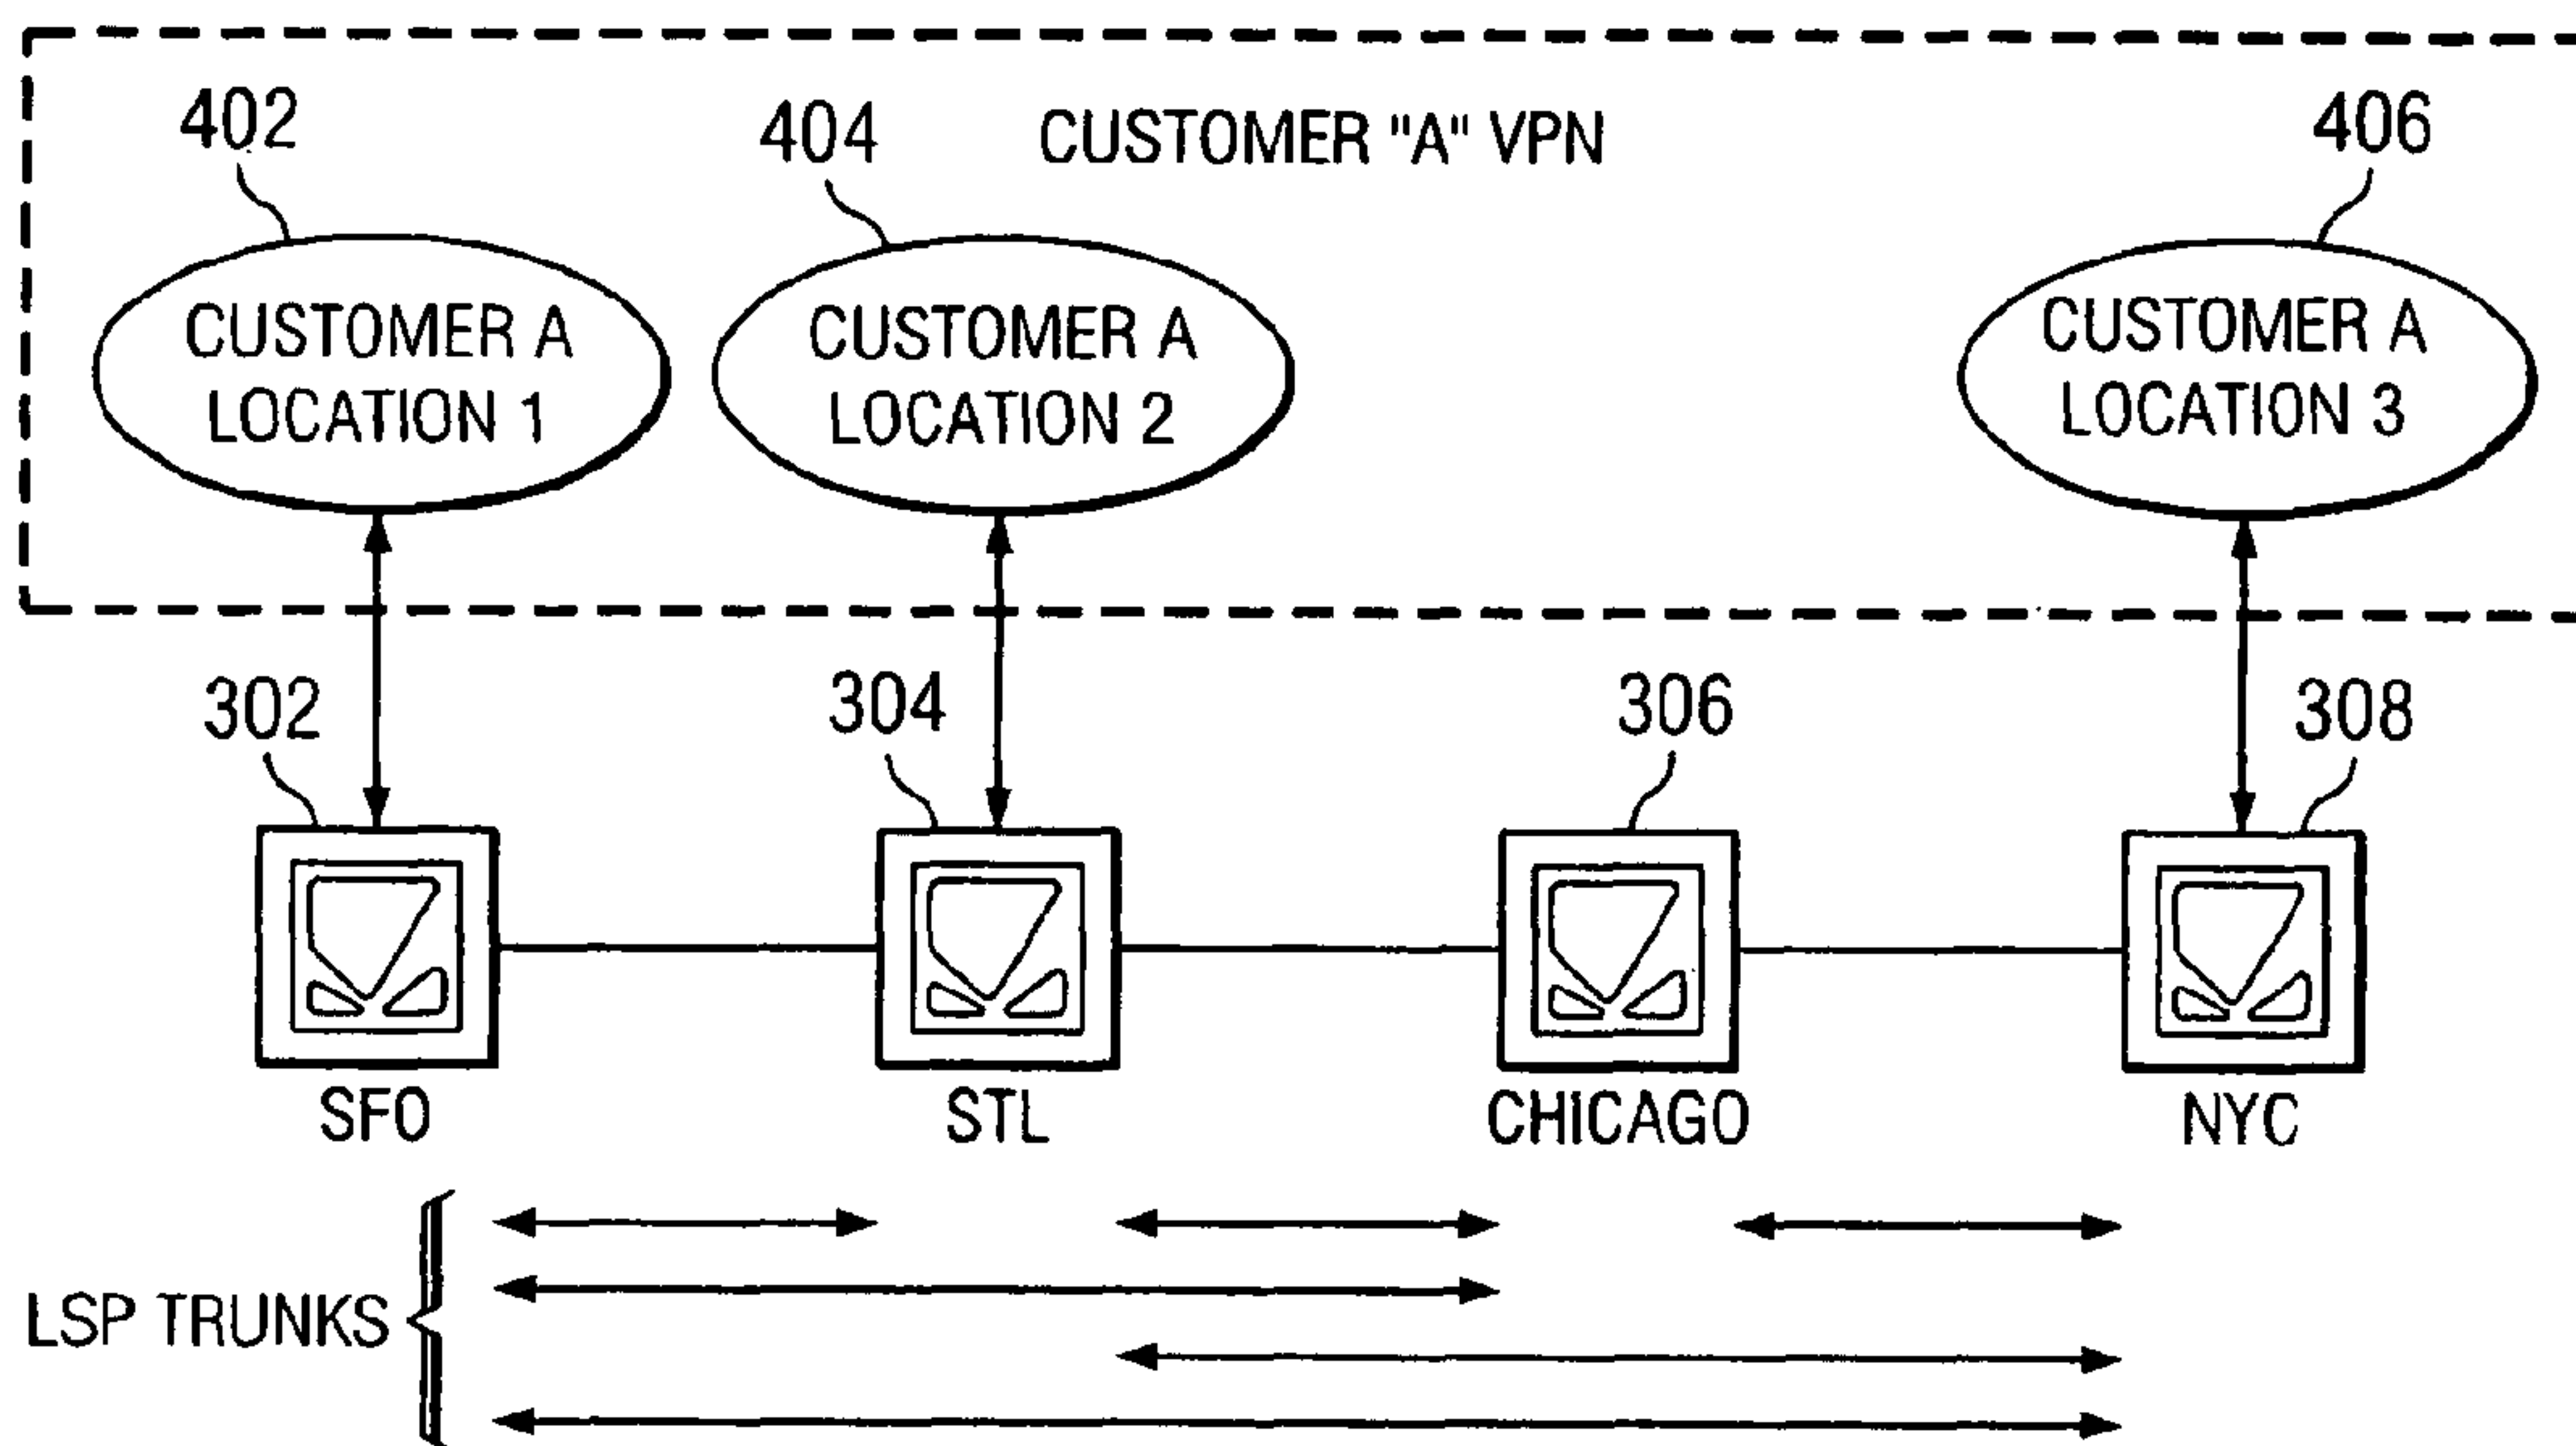 402
404
CUSTOMER "A" VPN
406
CUSTOMER A
LOCATION 1
CUSTOMER A
LOCATION 2
CUSTOMER A
LOCATION 3
302
304
306
308
SFO
STL
CHICAGO
NYC
LSP TRUNKS